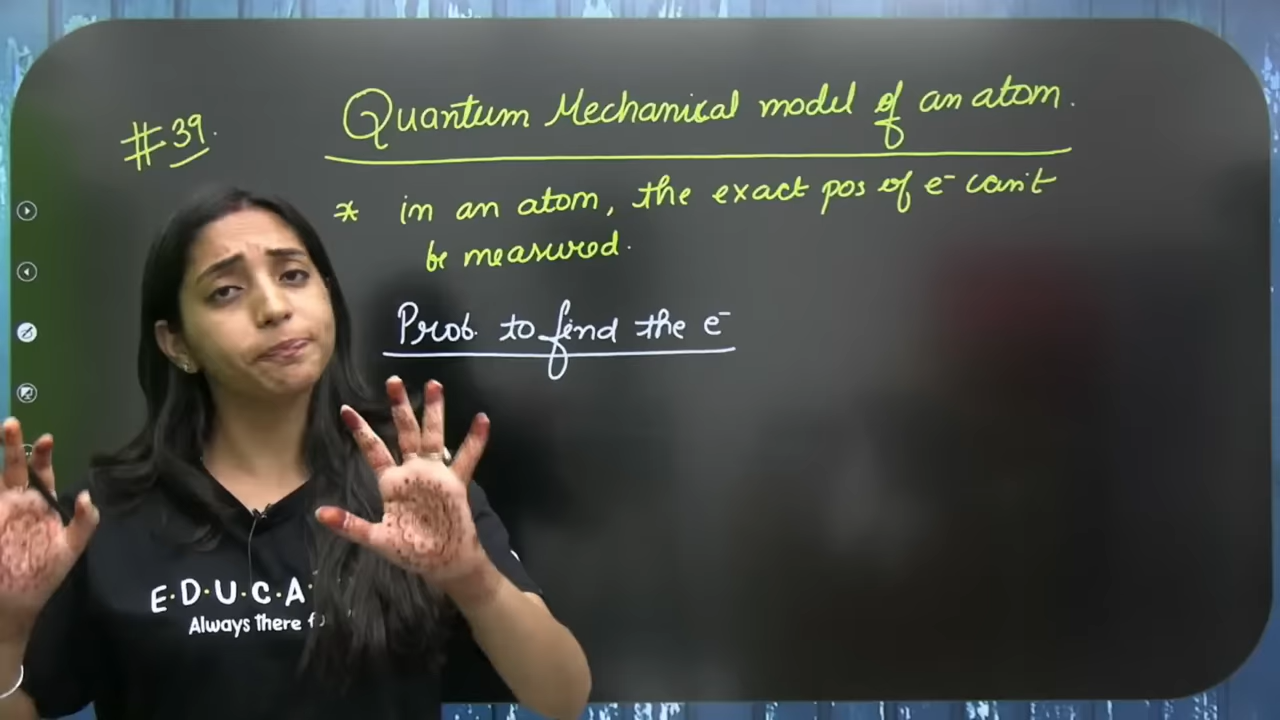 #39.
Quantum Mechanical model of an atom.
* in an atom, the exact pos of e⁻ can't
be measured.
Prob. to find the e⁻
E·D·U·C·A
Always there f